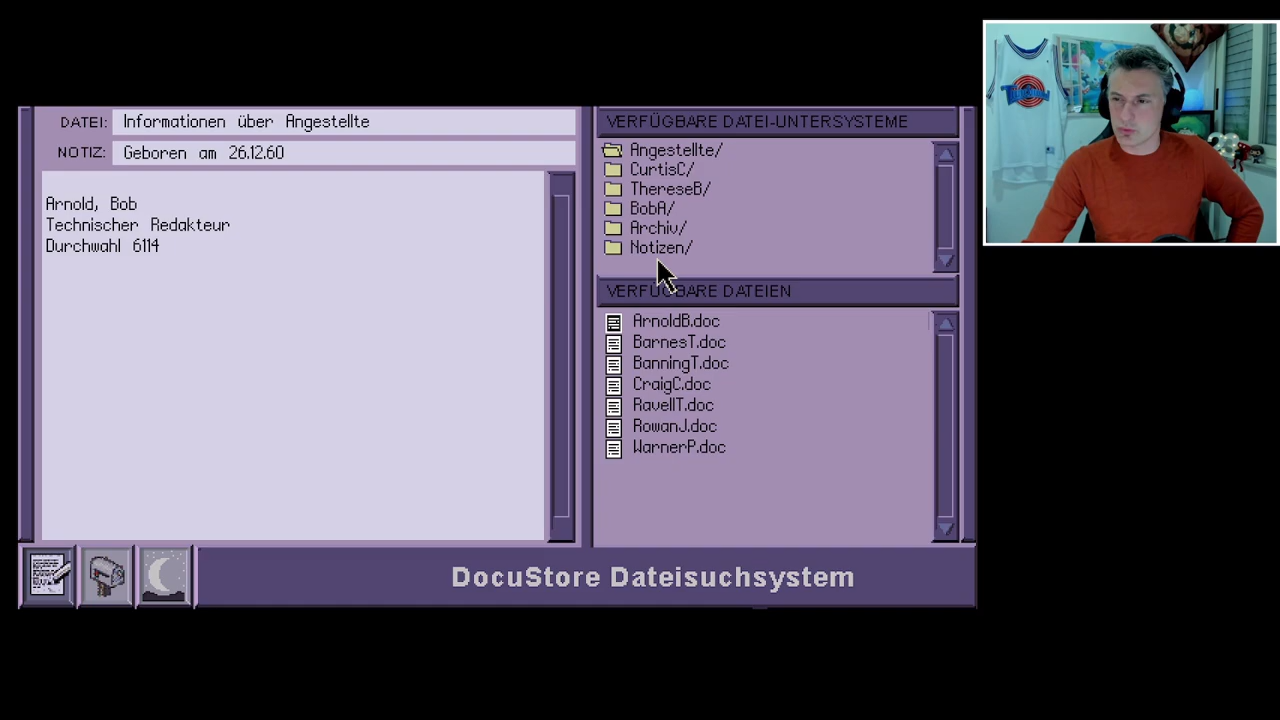 DATEI: Informationen über Angestellte
NOTIZ: Geboren am 26.12.60
Arnold, Bob
Technischer Redakteur
Durchwahl 6114
VERFÜGBARE DATEI-UNTERSYSTEME
Angestellte/
CurtisC/
ThereseB/
BobA/
Archiv/
Notizen/
VERFÜGBARE DATEIEN
ArnoldB.doc
BarnesT.doc
BanningT.doc
CraigC.doc
RavellT.doc
RowanJ.doc
WarnerP.doc
DocuStore Dateisuchsystem